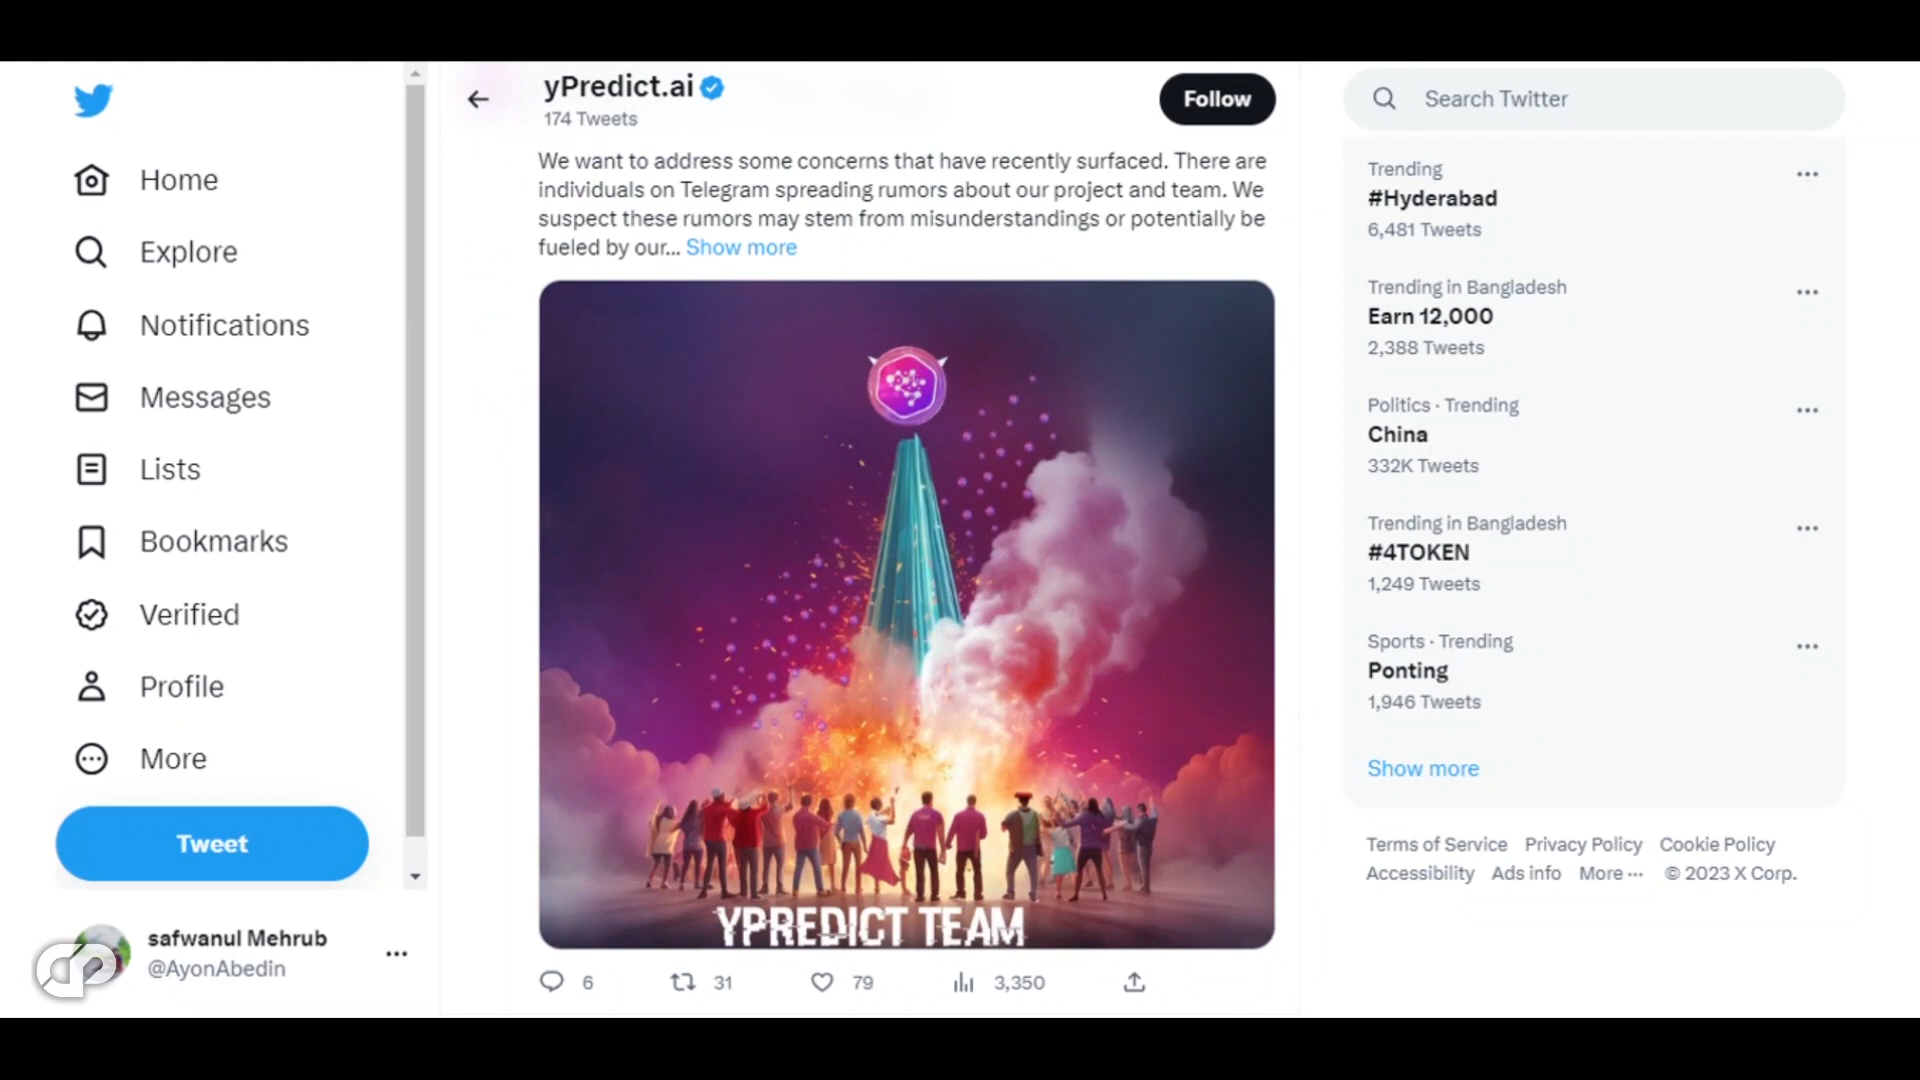 Home
Explore
Notifications
Messages
Lists
Bookmarks
Verified
Profile
More
Tweet
safwanul Mehrub
@AyonAbedin
yPredict.ai
174 Tweets
Follow
We want to address some concerns that have recently surfaced. There are
individuals on Telegram spreading rumors about our project and team. We
suspect these rumors may stem from misunderstandings or potentially be
fueled by our... Show more
YPREDICT TEAM
6 31 79 3,350
Search Twitter
Trending
#Hyderabad
6,481 Tweets
Trending in Bangladesh
Earn 12,000
2,388 Tweets
Politics · Trending
China
332K Tweets
Trending in Bangladesh
#4TOKEN
1,249 Tweets
Sports · Trending
Ponting
1,946 Tweets
Show more
Terms of Service Privacy Policy Cookie Policy
Accessibility Ads info More ··· © 2023 X Corp.